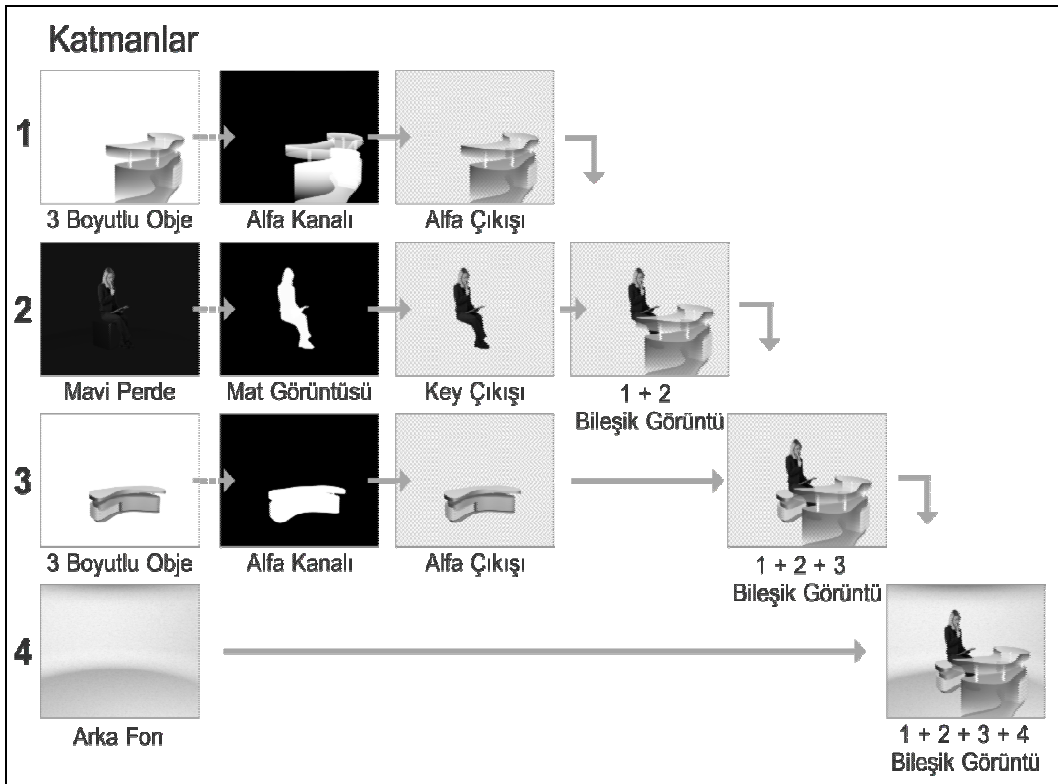 Katmanlar
1
3 Boyutlu Obje
Alfa Kanalı
Alfa Çıkışı
2
Mavi Perde
Mat Görüntüsü
Key Çıkışı
1 + 2
Bileşik Görüntü
3
3 Boyutlu Obje
Alfa Kanalı
Alfa Çıkışı
1 + 2 + 3
Bileşik Görüntü
4
Arka Fon
1 + 2 + 3 + 4
Bileşik Görüntü